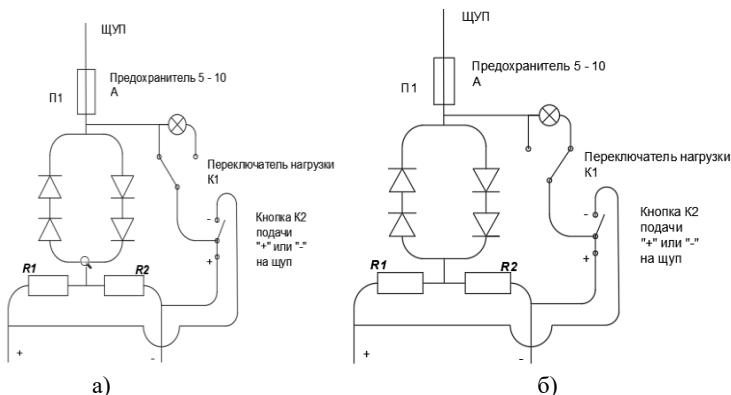 ЩУП
Предохранитель 5 - 10
А
П1
Переключатель нагрузки
К1
-
Кнопка К2
подачи
"+" или "-"
на щуп
+
R1
R2
+
-
а)
ЩУП
Предохранитель 5 - 10
А
П1
Переключатель нагрузки
К1
-
Кнопка К2
подачи
"+" или "-"
на щуп
+
R1
R2
+
-
б)